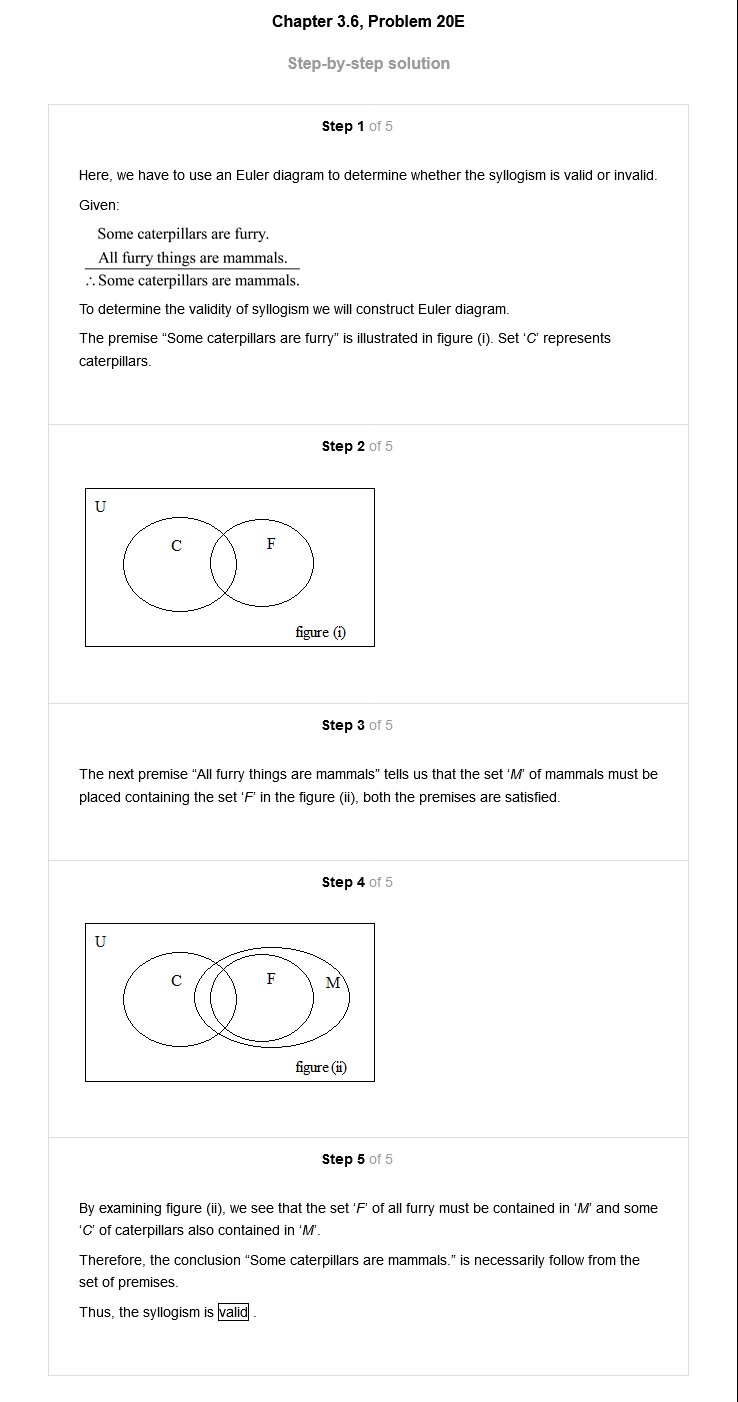 Chapter 3.6, Problem 20E
Step-by-step solution
Step 1 of 5
Here, we have to use an Euler diagram to determine whether the syllogism is valid or invalid.
Given:
Some caterpillars are furry.
All furry things are mammals.
∴ Some caterpillars are mammals.
To determine the validity of syllogism we will construct Euler diagram.
The premise “Some caterpillars are furry” is illustrated in figure (i). Set ‘C’ represents
caterpillars.
Step 2 of 5
U
C F
figure (i)
Step 3 of 5
The next premise “All furry things are mammals” tells us that the set ‘M’ of mammals must be
placed containing the set ‘F’ in the figure (ii), both the premises are satisfied.
Step 4 of 5
U
C F M
figure (ii)
Step 5 of 5
By examining figure (ii), we see that the set ‘F’ of all furry must be contained in ‘M’ and some
‘C’ of caterpillars also contained in ‘M’.
Therefore, the conclusion “Some caterpillars are mammals.” is necessarily follow from the
set of premises.
Thus, the syllogism is valid .